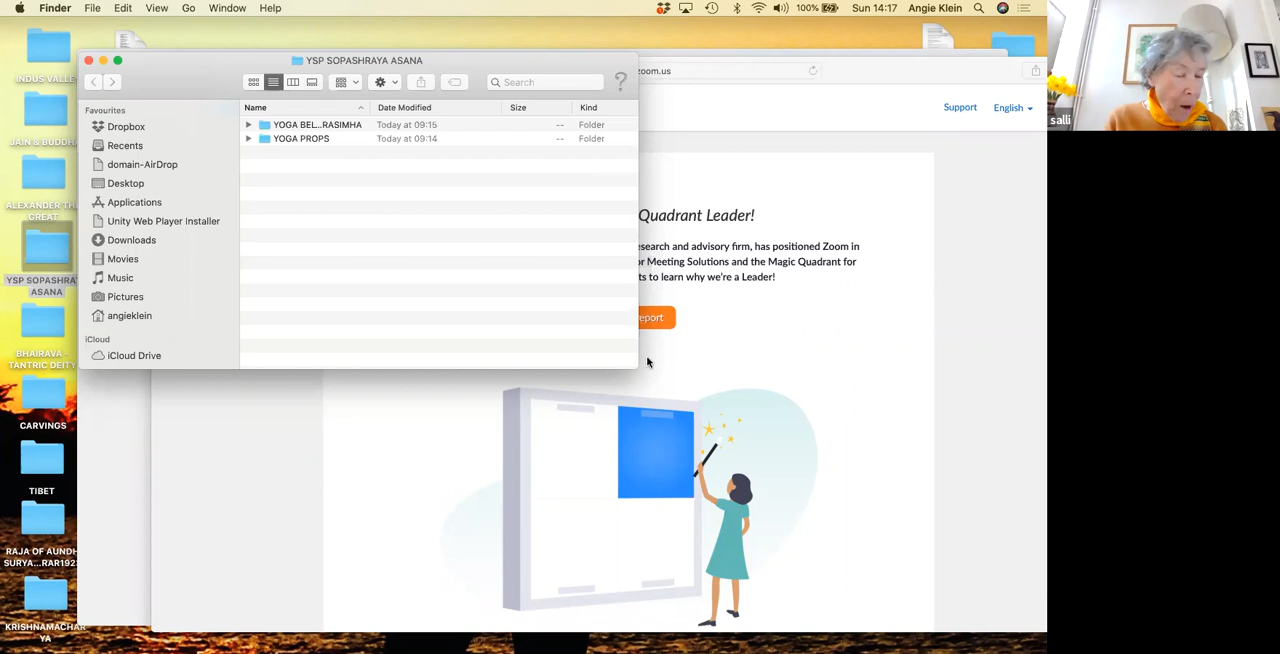 Finder File Edit View Go Window Help 100% Sun 14:17 Angie Klein
INDUS VALLE
JAIN & BUDDHA
ALEXANDER TH
GREAT
YSP SOPASHRA
ASANA
BHAIRAVA -
TANTRIC DEITY
CARVINGS
TIBET
RAJA OF AUNDH
SURYA...RAR192
KRISHNAMACHAR
YA
YSP SOPASHRAYA ASANA
Search
Favourites
Dropbox
Recents
domain-AirDrop
Desktop
Applications
Unity Web Player Installer
Downloads
Movies
Music
Pictures
angieklein
iCloud
iCloud Drive
Name Date Modified Size Kind
YOGA BEL...RASIMHA Today at 09:15 -- Folder
YOGA PROPS Today at 09:14 -- Folder
zoom.us
Support English
Quadrant Leader!
esearch and advisory firm, has positioned Zoom in
or Meeting Solutions and the Magic Quadrant for
ts to learn why we're a Leader!
eport
salli